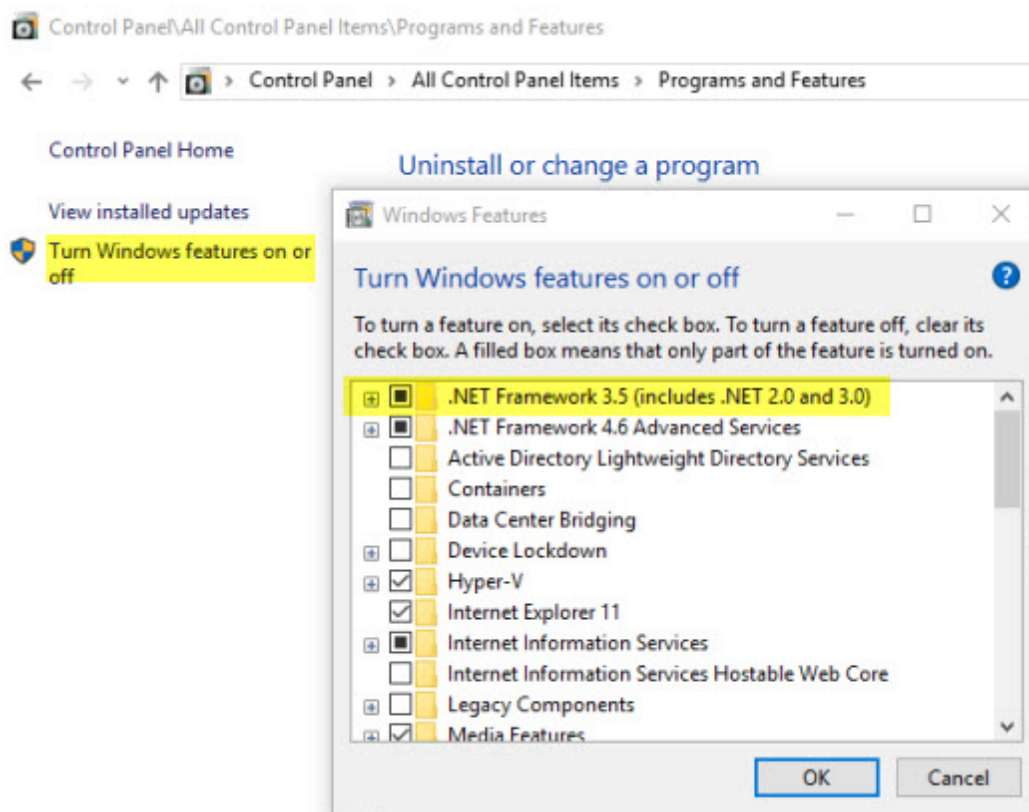 Control Panel\All Control Panel Items\Programs and Features
Control Panel > All Control Panel Items > Programs and Features
Control Panel Home
Uninstall or change a program
View installed updates
Turn Windows features on or
off
Windows Features
Turn Windows features on or off
To turn a feature on, select its check box. To turn a feature off, clear its
check box. A filled box means that only part of the feature is turned on.
.NET Framework 3.5 (includes .NET 2.0 and 3.0)
.NET Framework 4.6 Advanced Services
Active Directory Lightweight Directory Services
Containers
Data Center Bridging
Device Lockdown
Hyper-V
Internet Explorer 11
Internet Information Services
Internet Information Services Hostable Web Core
Legacy Components
Media Features
OK
Cancel